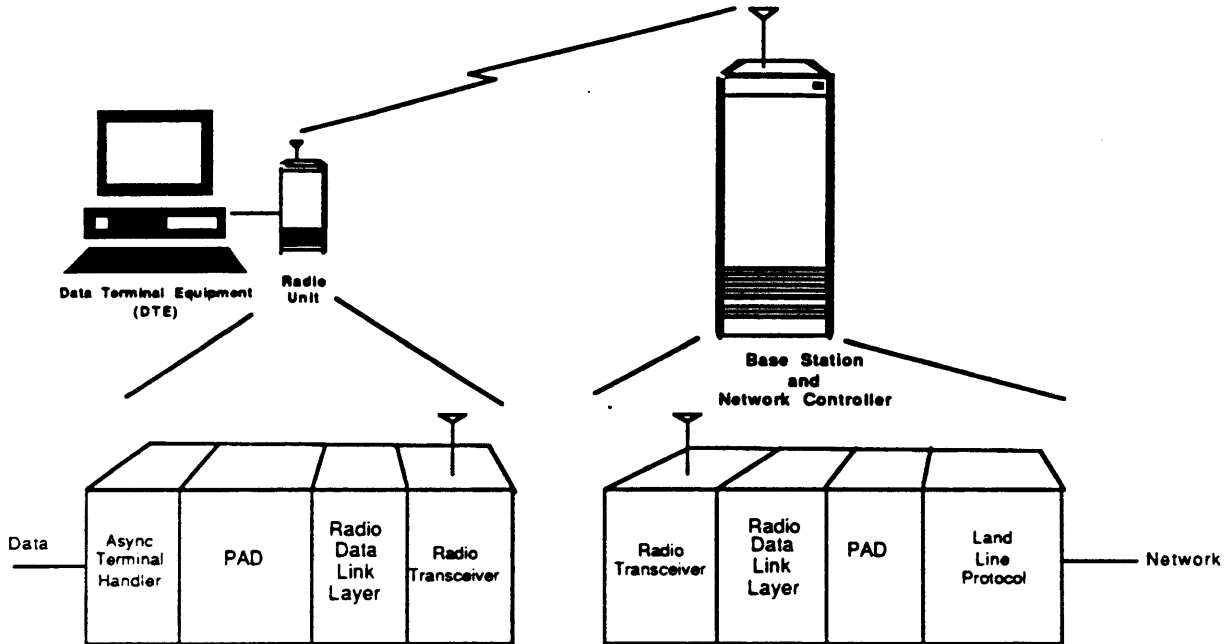 Data Terminal Equipment
(DTE)
Radio
Unit
Base Station
and
Network Controller
Data
Async
Terminal
Handler
PAD
Radio
Data
Link
Layer
Radio
Transceiver
Radio
Transceiver
Radio
Data
Link
Layer
PAD
Land
Line
Protocol
Network